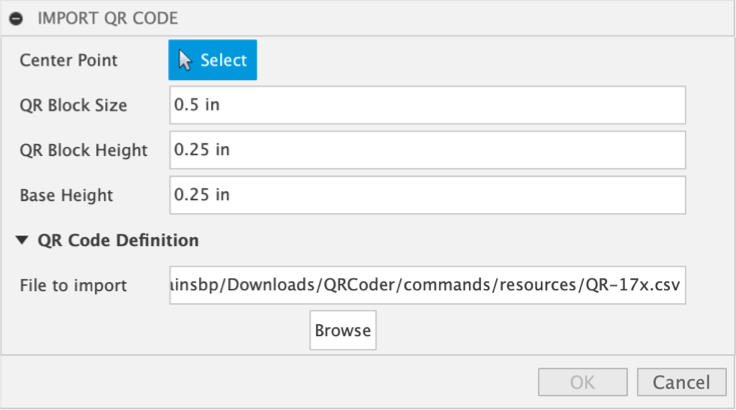 IMPORT QR CODE
Center Point Select
QR Block Size 0.5 in
QR Block Height 0.25 in
Base Height 0.25 in
QR Code Definition
File to import ainsbp/Downloads/QRCoder/commands/resources/QR-17x.csv
Browse
OK Cancel